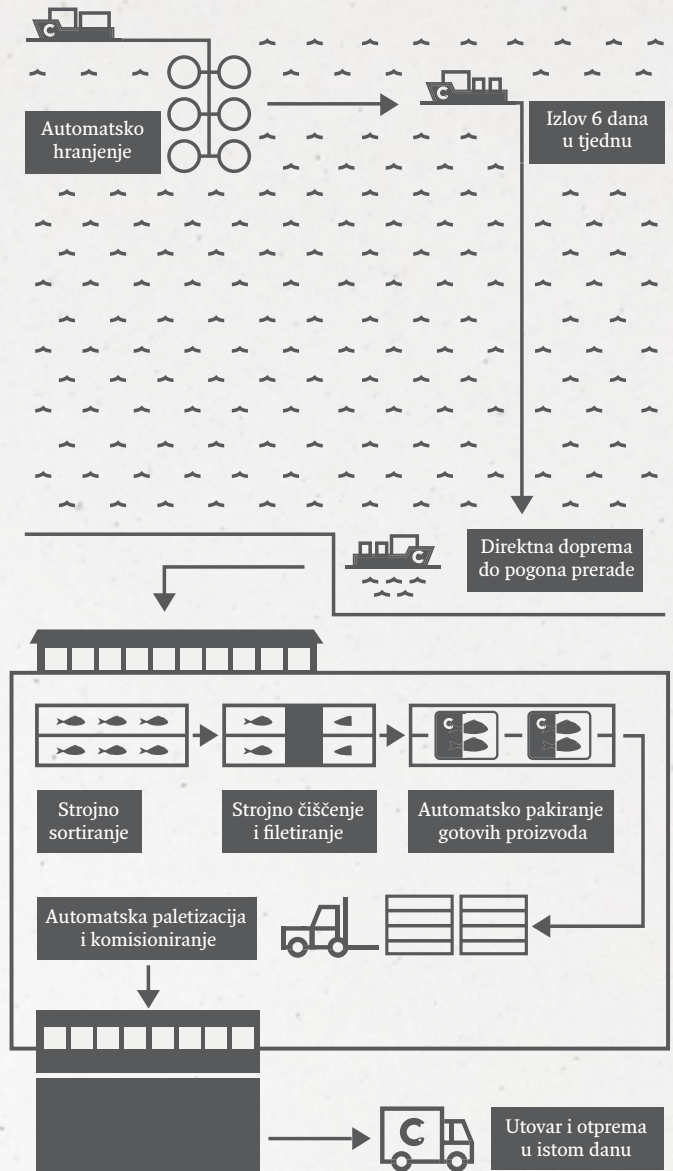 Automatsko
hranjenje
Izlov 6 dana
u tjednu
Direktna doprema
do pogona prerade
Strojno
sortiranje
Strojno čiščenje
i filetiranje
Automatsko pakiranje
gotovih proizvoda
Automatska paletizacija
i komisioniranje
Utovar i otprema
u istom danu